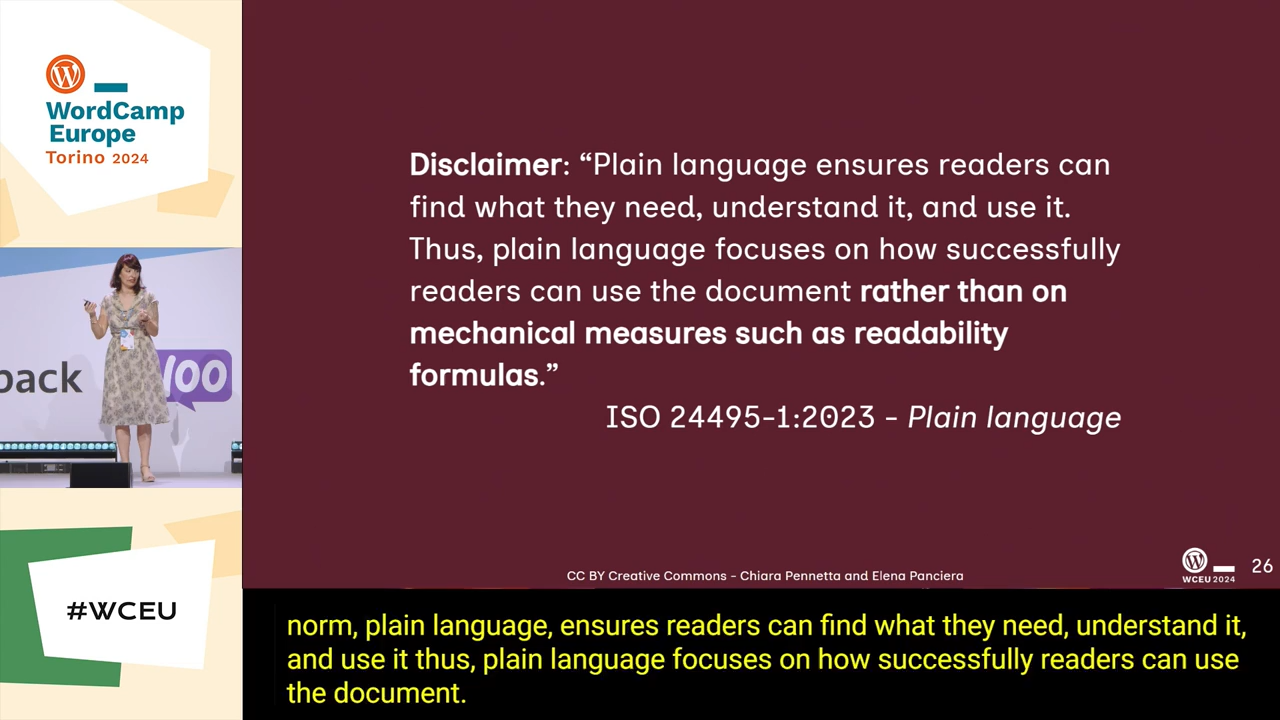 WordCamp
Europe
Torino 2024
pack
Woo
#WCEU
Disclaimer: “Plain language ensures readers can
find what they need, understand it, and use it.
Thus, plain language focuses on how successfully
readers can use the document rather than on
mechanical measures such as readability
formulas.”
ISO 24495-1:2023 - Plain language
CC BY Creative Commons - Chiara Pennetta and Elena Panciera
WCEU 2024
26
norm, plain language, ensures readers can find what they need, understand it,
and use it thus, plain language focuses on how successfully readers can use
the document.